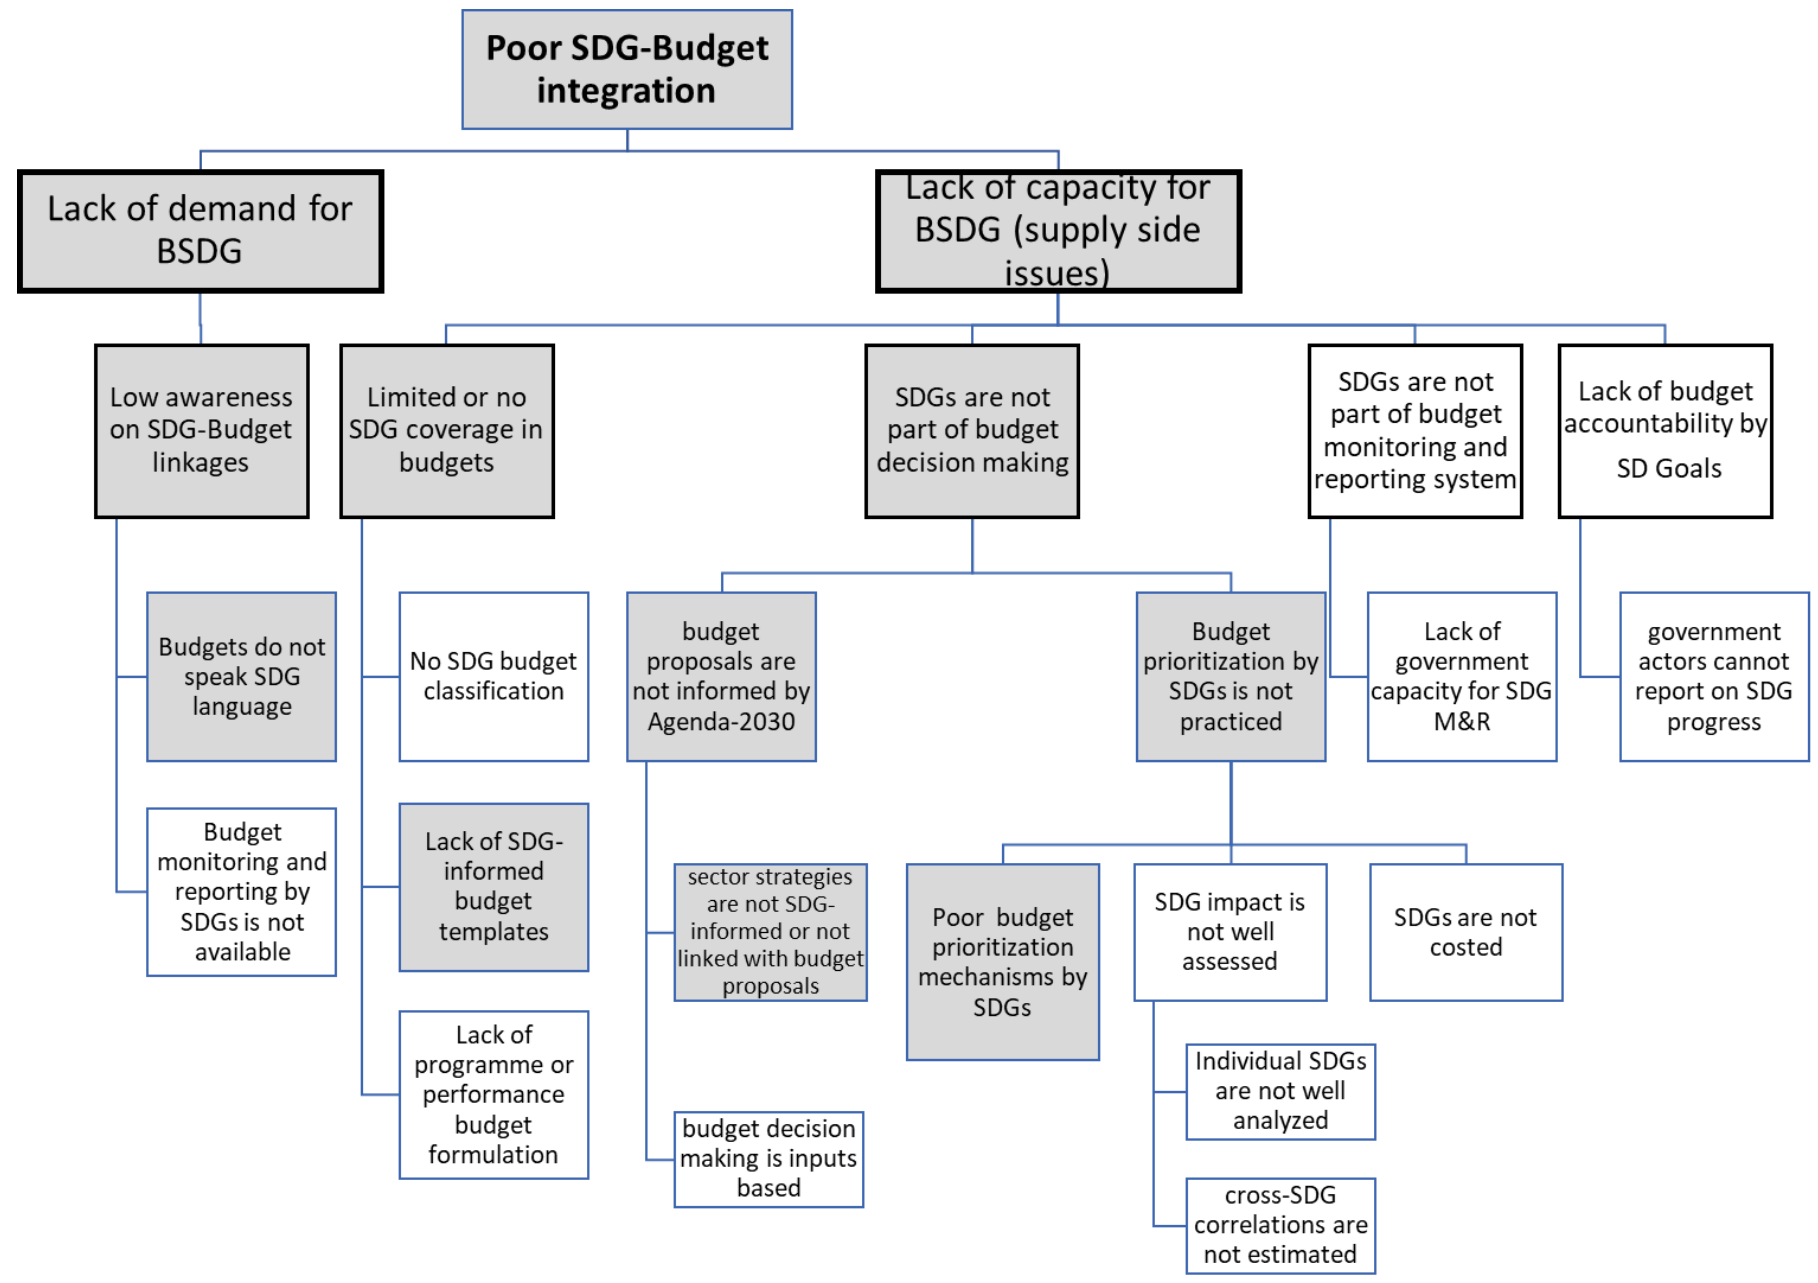 Poor SDG-Budget
integration
Lack of demand for
BSDG
Lack of capacity for
BSDG (supply side
issues)
Low awareness
on SDG-Budget
linkages
Limited or no
SDG coverage in
budgets
SDGs are not
part of budget
decision making
SDGs are not
part of budget
monitoring and
reporting system
Lack of budget
accountability by
SD Goals
Budgets do not
speak SDG
language
No SDG budget
classification
budget
proposals are
not informed by
Agenda-2030
Budget
prioritization by
SDGs is not
practiced
Lack of
government
capacity for SDG
M&R
government
actors cannot
report on SDG
progress
Budget
monitoring and
reporting by
SDGs is not
available
Lack of SDG-
informed
budget
templates
sector strategies
are not SDG-
informed or not
linked with budget
proposals
Poor budget
prioritization
mechanisms by
SDGs
SDG impact is
not well
assessed
SDGs are not
costed
Lack of
programme or
performance
budget
formulation
budget decision
making is inputs
based
Individual SDGs
are not well
analyzed
cross-SDG
correlations are
not estimated